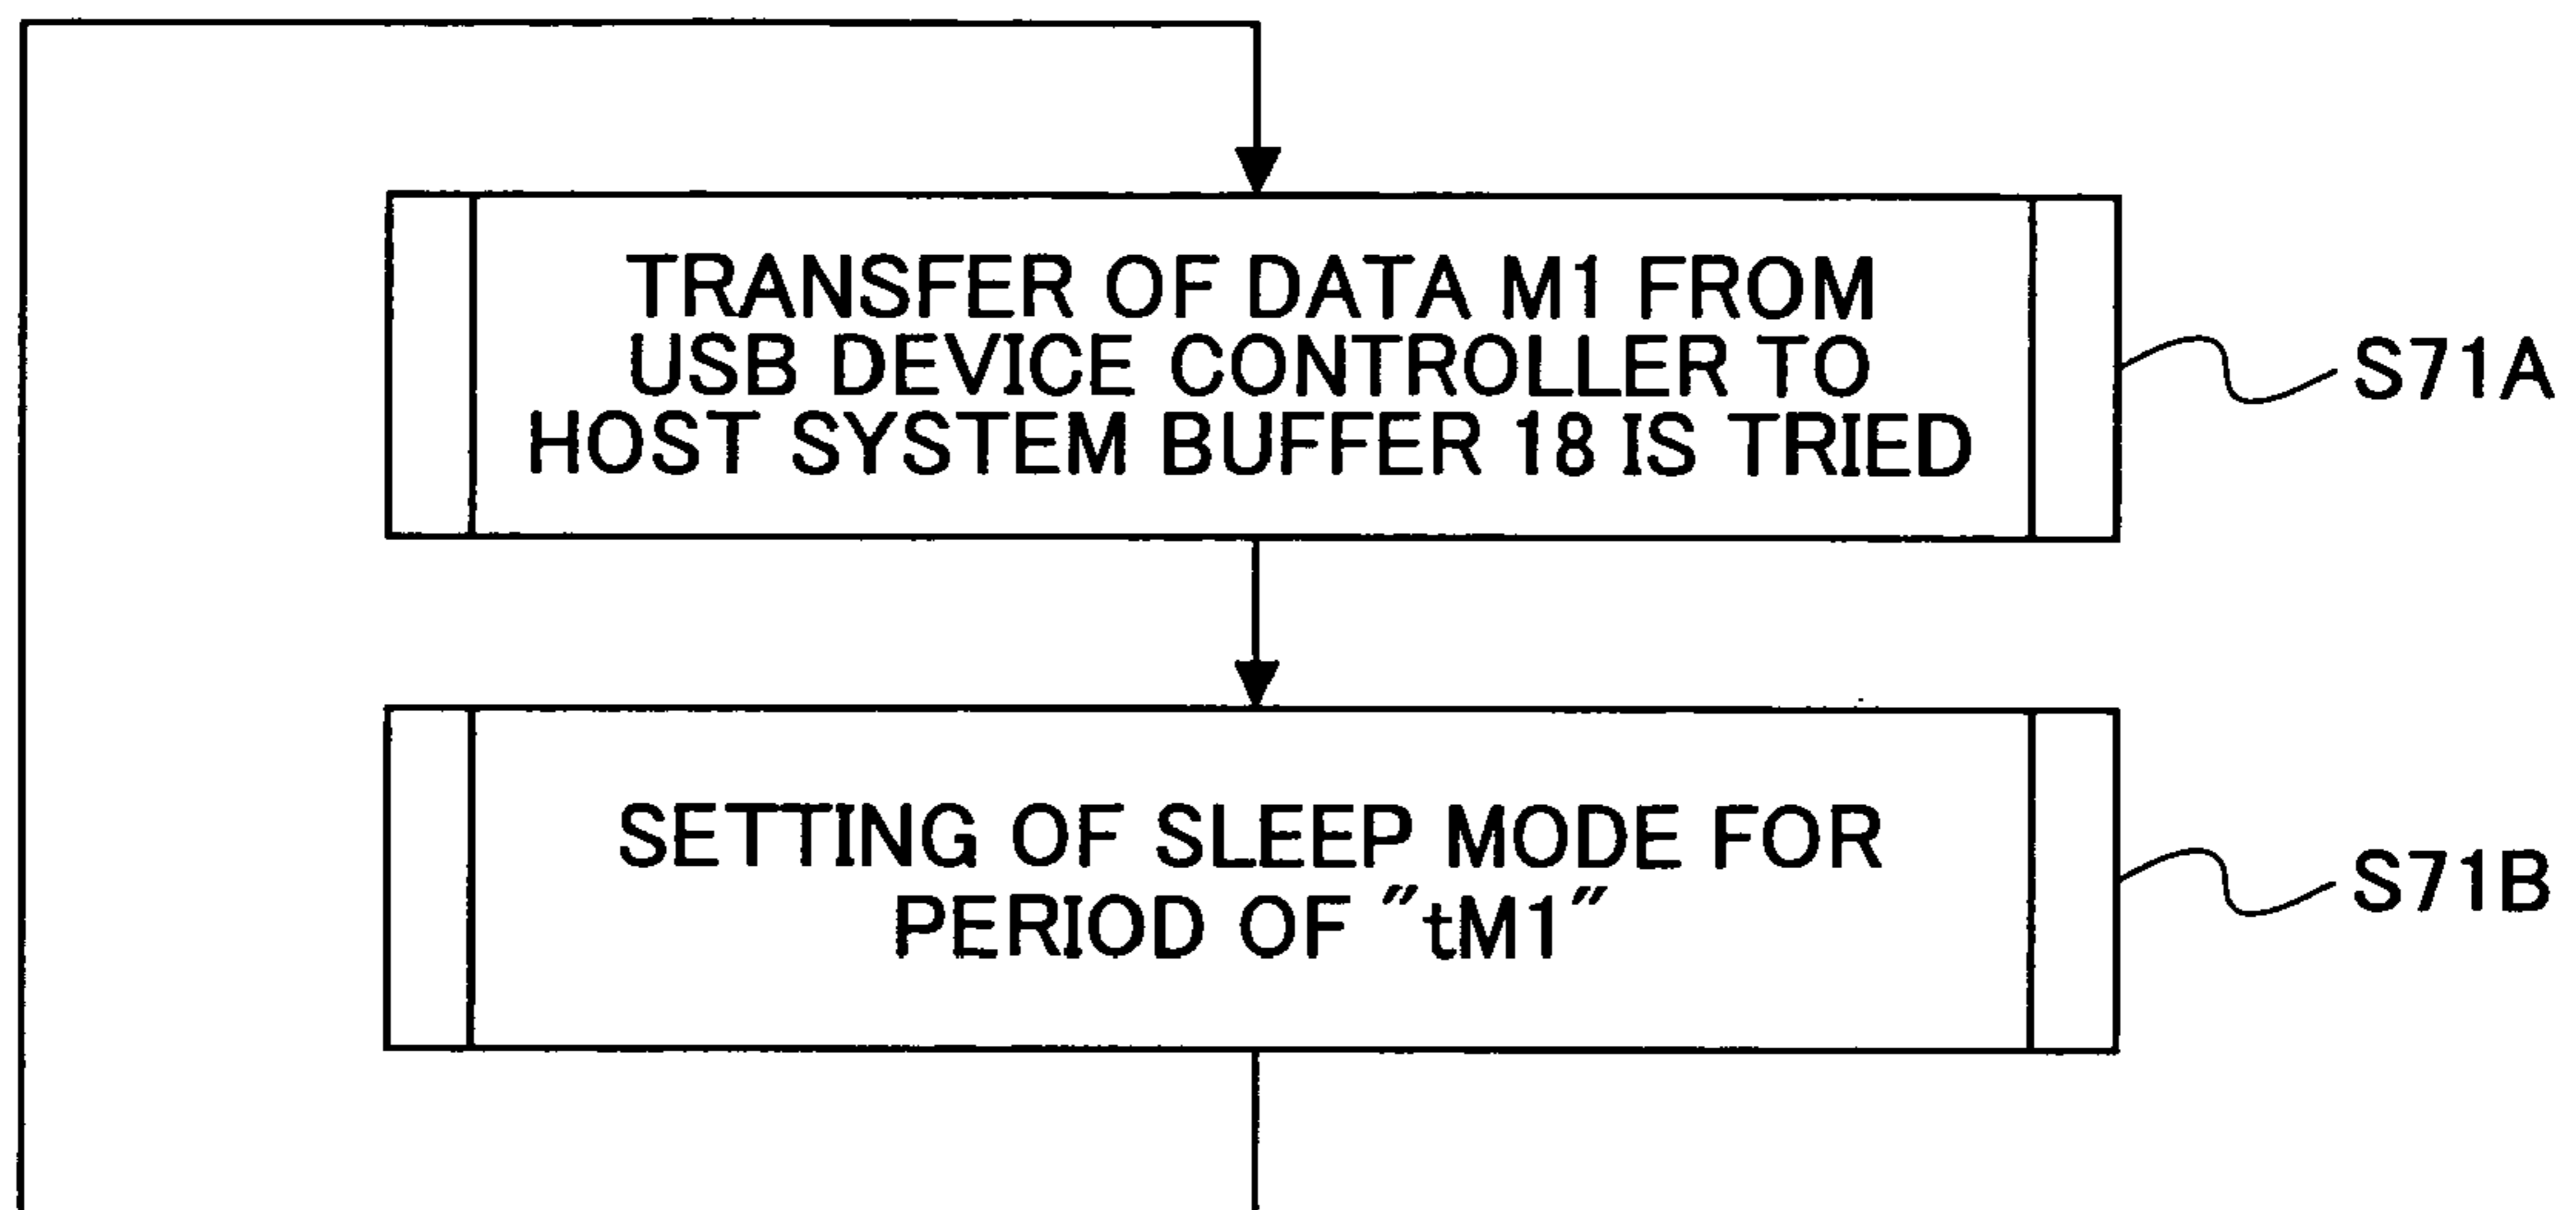 TRANSFER OF DATA M1 FROM
USB DEVICE CONTROLLER TO
HOST SYSTEM BUFFER 18 IS TRIED
S71A
SETTING OF SLEEP MODE FOR
PERIOD OF "tM1"
S71B